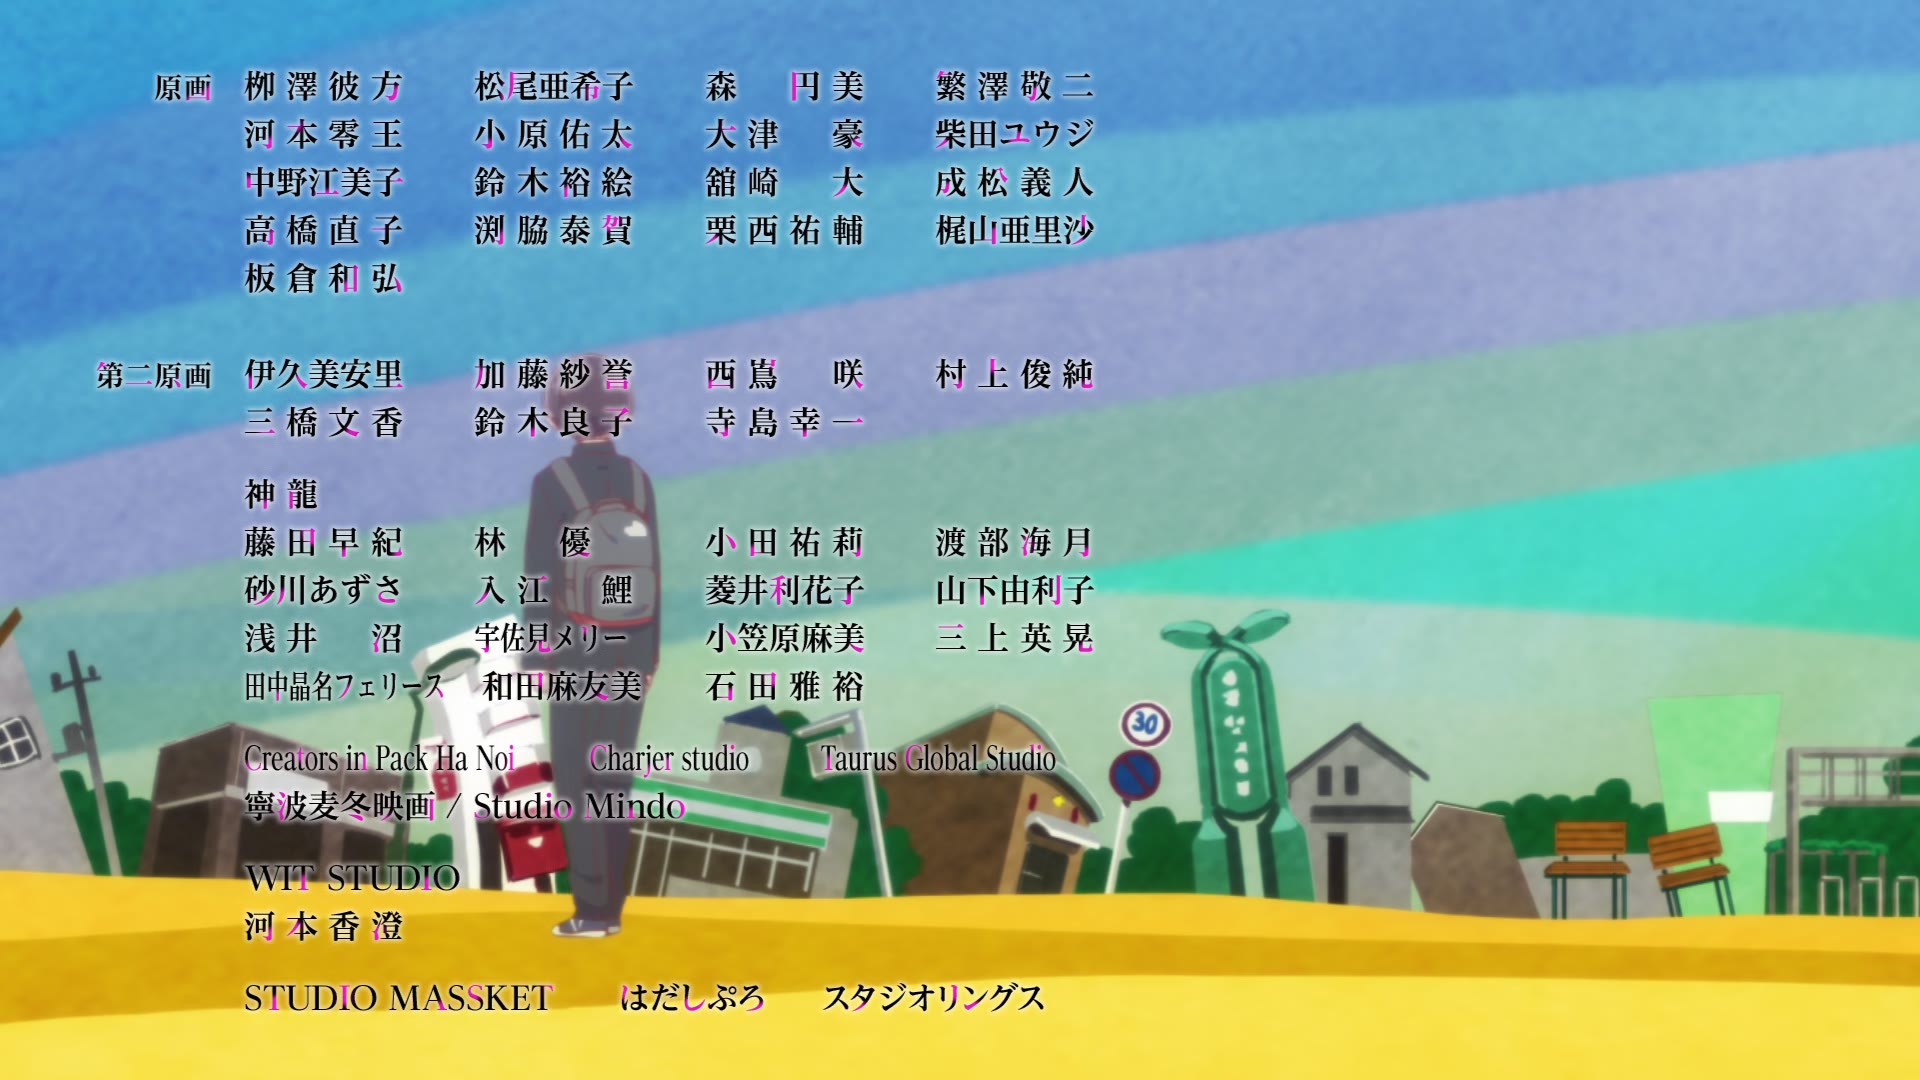 原画 栁澤彼方 松尾亜希子 森円美 繁澤敬二
河本零王 小原佑太 大津豪 柴田ユウジ
中野江美子 鈴木裕絵 舘崎大 成松義人
高橋直子 渕脇泰賀 栗西祐輔 梶山亜里沙
板倉和弘
第二原画 伊久美安里 加藤紗誉 西嶌咲 村上俊純
三橋文香 鈴木良子 寺島幸一
神龍
藤田早紀 林優 小田祐莉 渡部海月
砂川あずさ 入江鯉 菱井利花子 山下由利子
浅井沼 宇佐見メリー 小笠原麻美 三上英晃
田中晶名フェリース 和田麻友美 石田雅裕
Creators in Pack Ha Noi Charjer studio Taurus Global Studio
寧波麦冬映画 / Studio Mindo
WIT STUDIO
河本香澄
STUDIO MASSKET はだしぷろ スタジオリングス
30